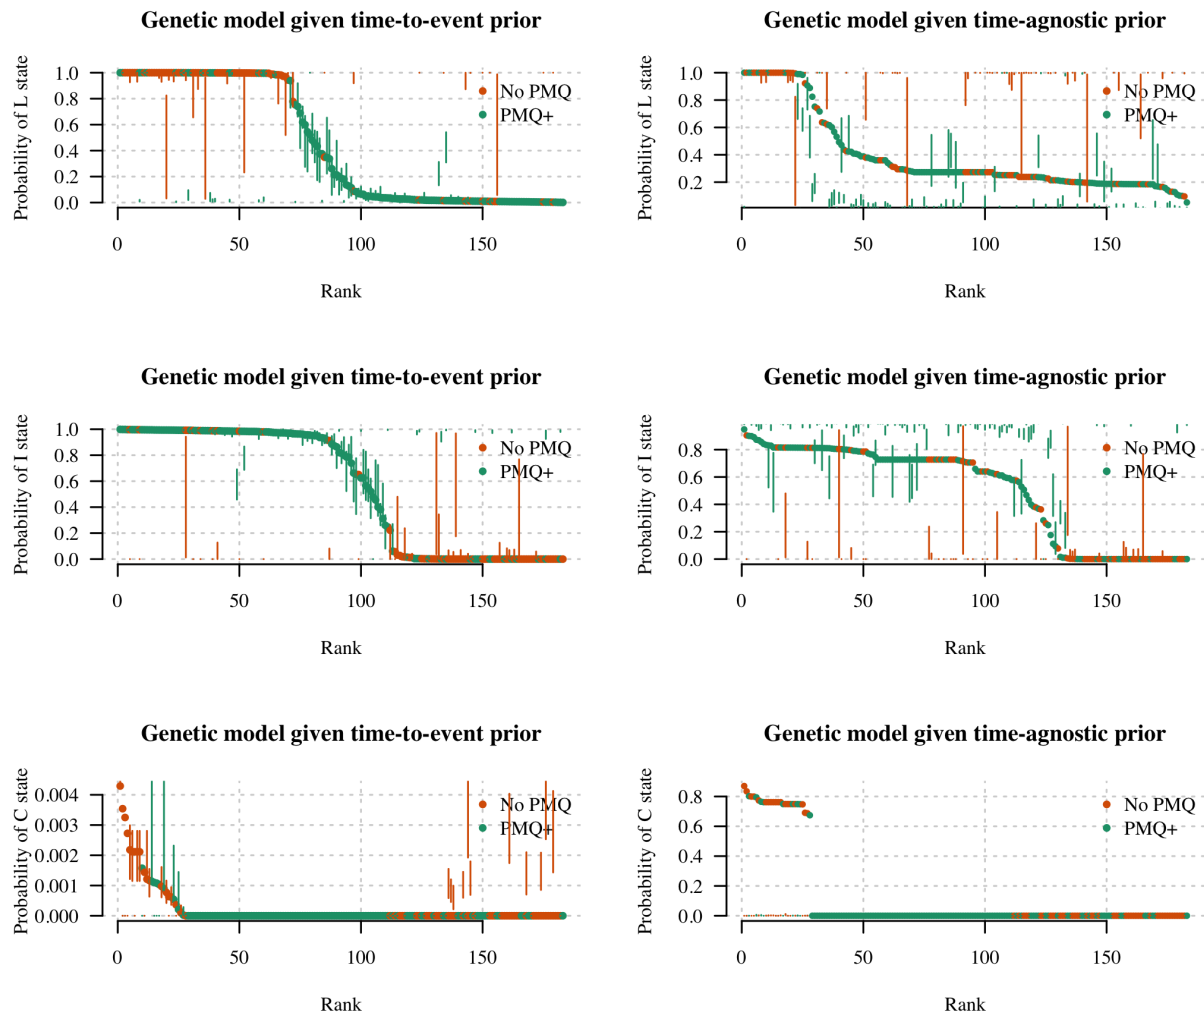 Genetic model given time-to-event prior
Probability of L state
1.0
0.8
0.6
0.4
0.2
0.0
No PMQ
PMQ+
0
50
100
150
Rank
Genetic model given time-agnostic prior
Probability of L state
1.0
0.8
0.6
0.4
0.2
No PMQ
PMQ+
0
50
100
150
Rank
Genetic model given time-to-event prior
Probability of I state
1.0
0.8
0.6
0.4
0.2
0.0
No PMQ
PMQ+
0
50
100
150
Rank
Genetic model given time-agnostic prior
Probability of I state
0.8
0.6
0.4
0.2
0.0
No PMQ
PMQ+
0
50
100
150
Rank
Genetic model given time-to-event prior
Probability of C state
0.004
0.003
0.002
0.001
0.000
No PMQ
PMQ+
0
50
100
150
Rank
Genetic model given time-agnostic prior
Probability of C state
0.8
0.6
0.4
0.2
0.0
No PMQ
PMQ+
0
50
100
150
Rank